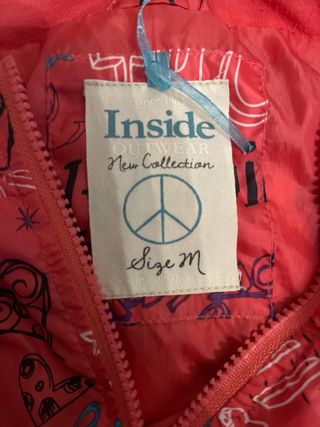 Inside
OUTWEAR
New Collection
Size M